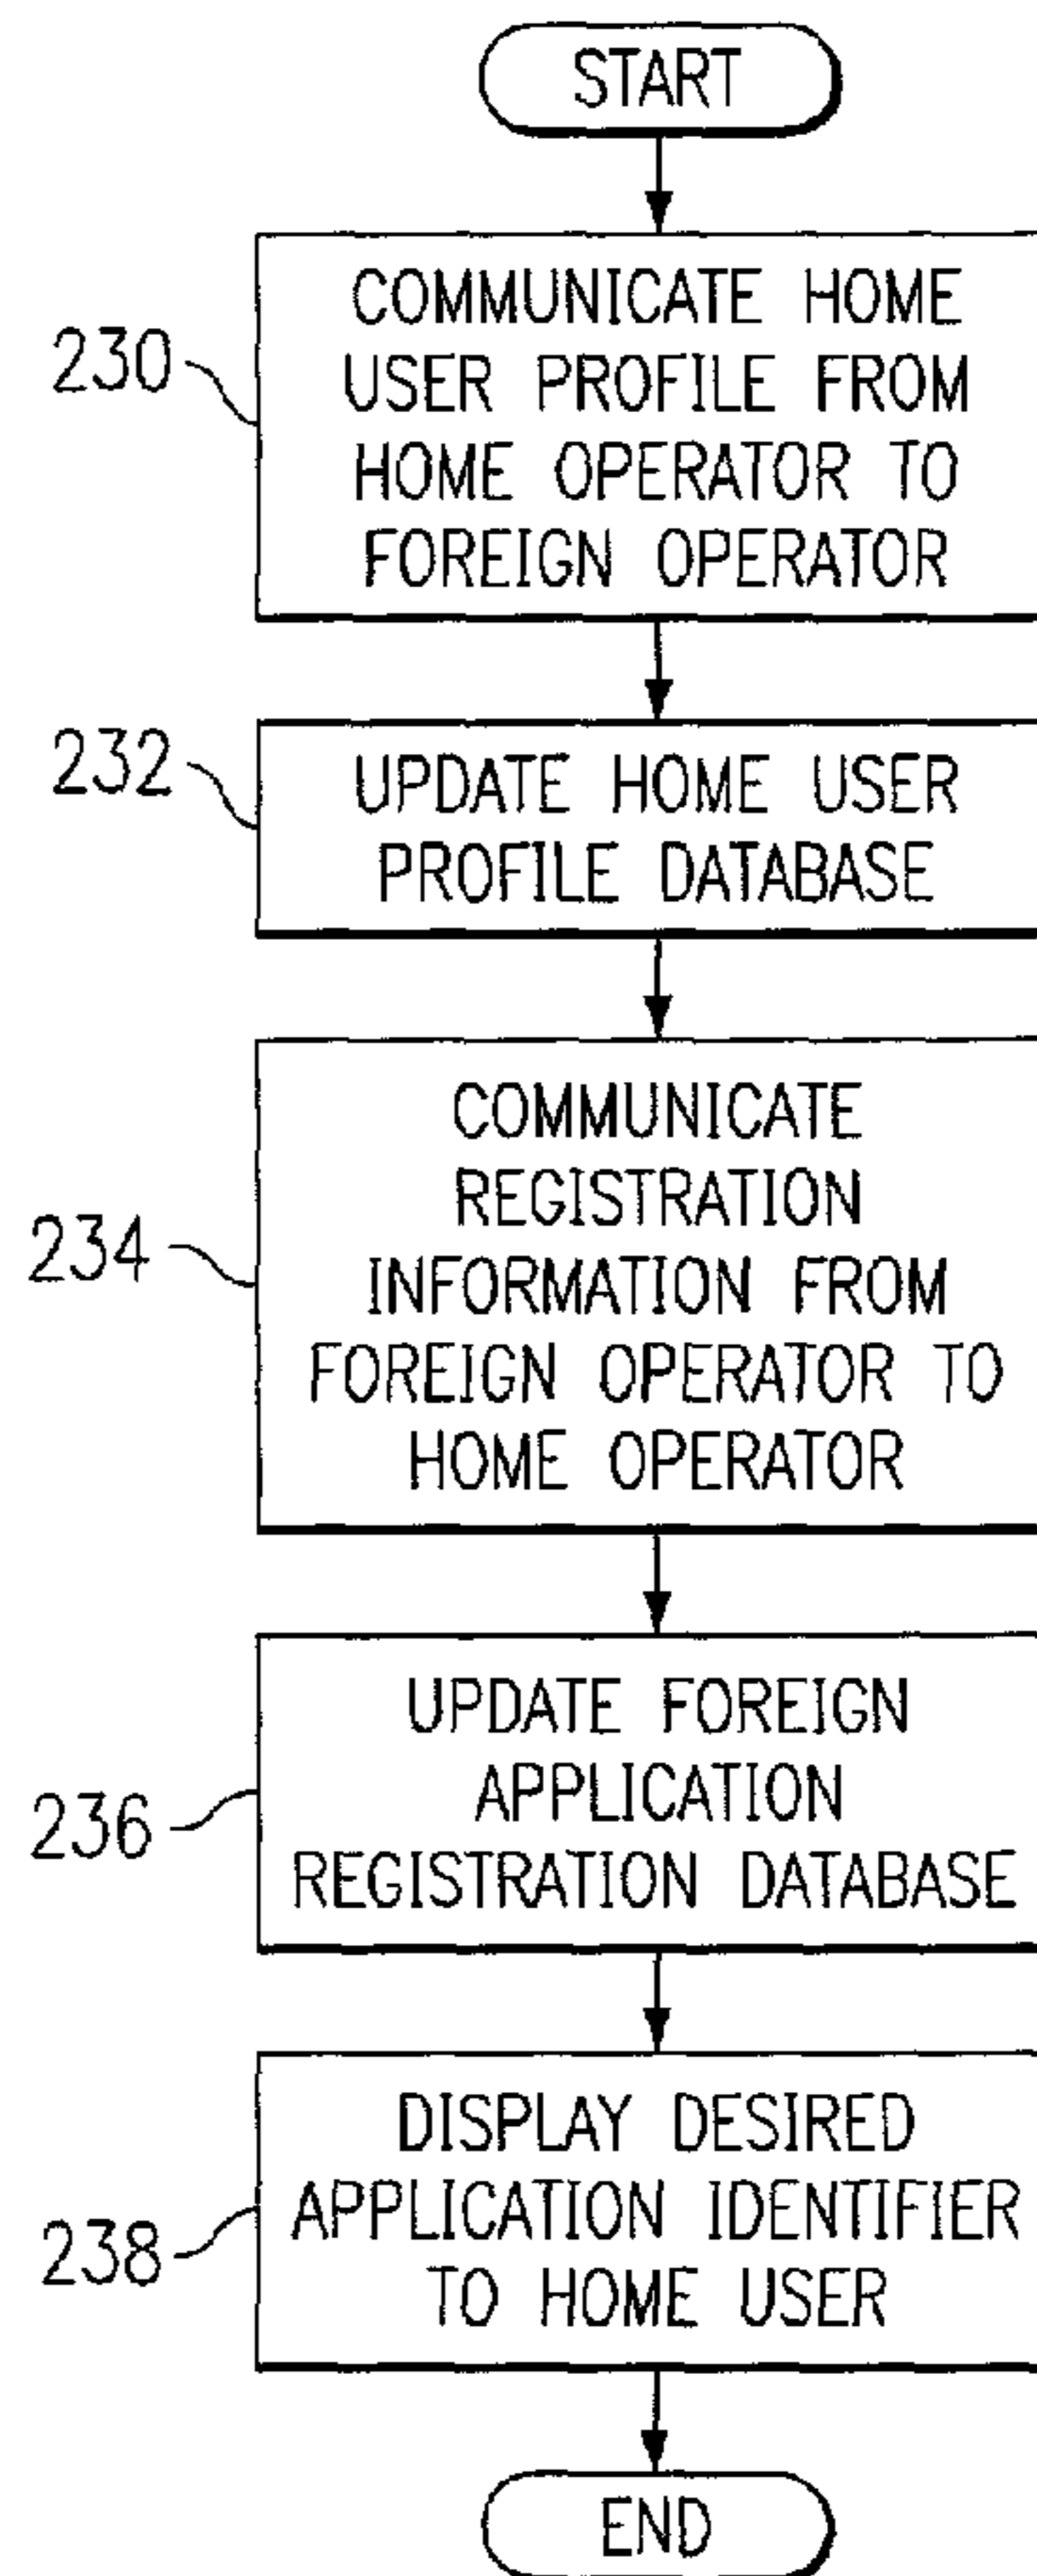 START
230
COMMUNICATE HOME
USER PROFILE FROM
HOME OPERATOR TO
FOREIGN OPERATOR
232
UPDATE HOME USER
PROFILE DATABASE
234
COMMUNICATE
REGISTRATION
INFORMATION FROM
FOREIGN OPERATOR TO
HOME OPERATOR
236
UPDATE FOREIGN
APPLICATION
REGISTRATION DATABASE
238
DISPLAY DESIRED
APPLICATION IDENTIFIER
TO HOME USER
END